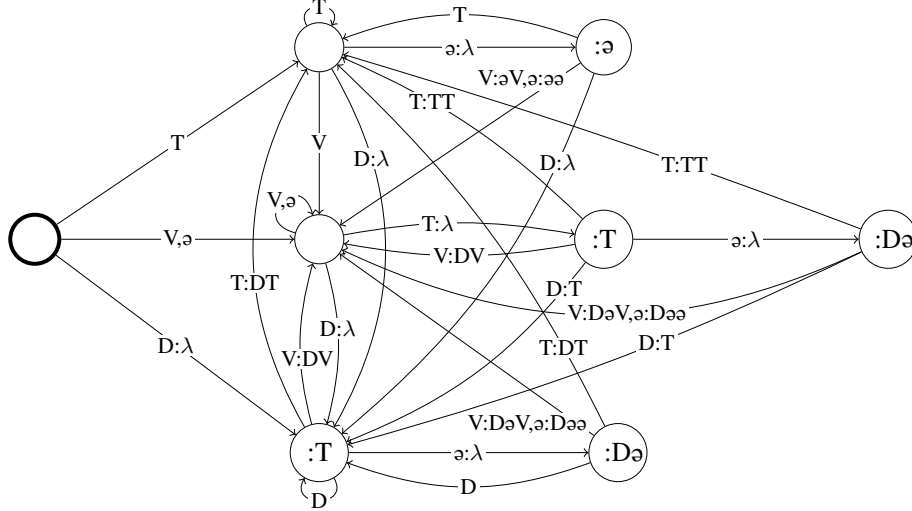 T
T
:ə
ə:λ
V:əV,ə:əə
T:TT
T
V
D:λ
D:λ
T:TT
V,ə
T:λ
V,ə
:T
ə:λ
:Də
V:DV
T:DT
D:T
V:DəV,ə:Dəə
D:λ
D:λ
V:DV
T:DT
D:T
V:DəV,ə:Dəə
:T
ə:λ
:Də
D
D